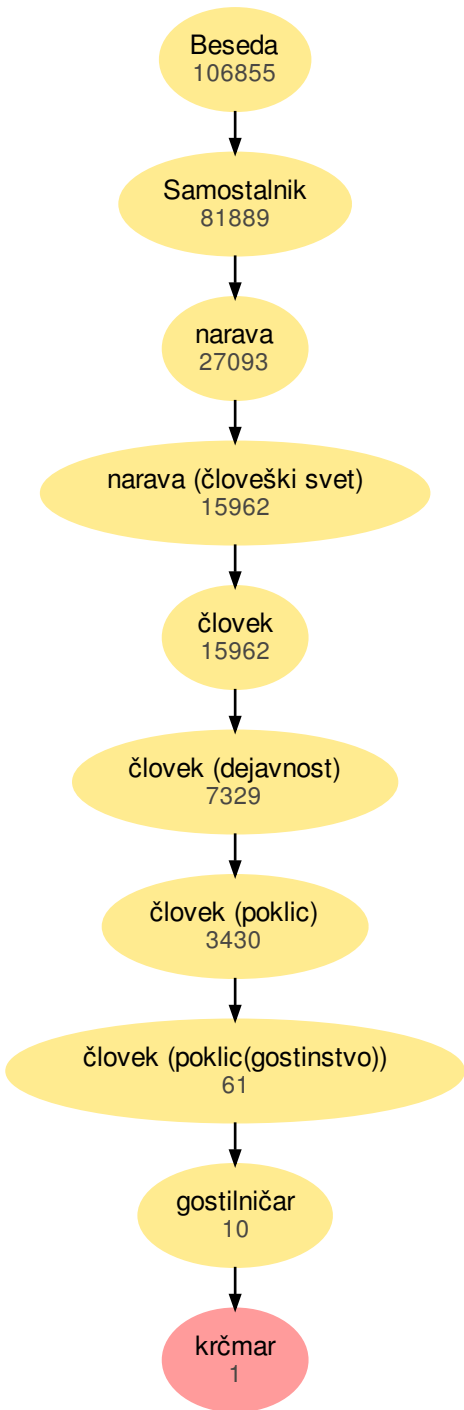 Beseda
106855
Samostalnik
81889
narava
27093
narava (človeški svet)
15962
človek
15962
človek (dejavnost)
7329
človek (poklic)
3430
človek (poklic(gostinstvo))
61
gostilničar
10
krčmar
1